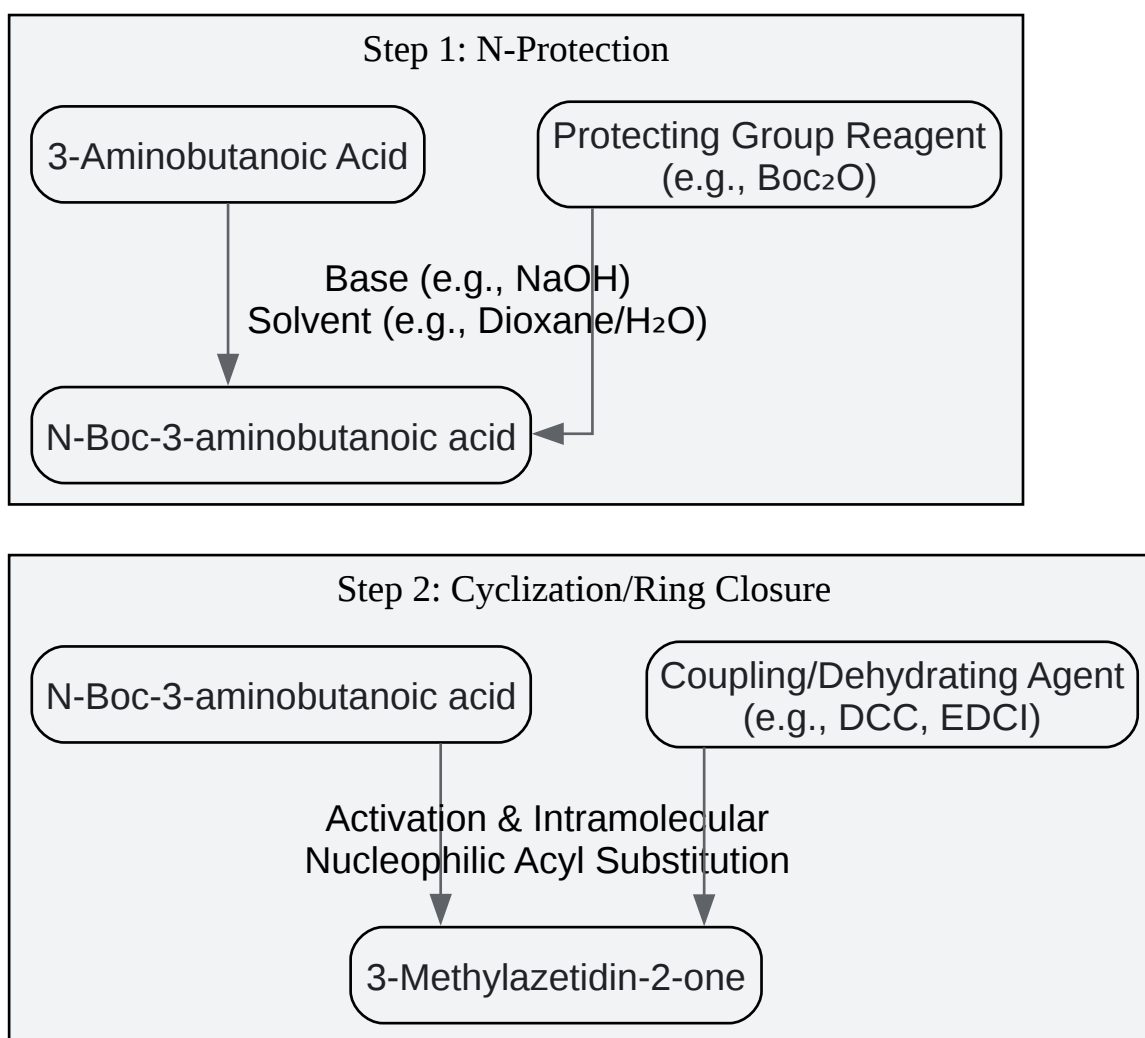 Step 1: N-Protection
3-Aminobutanoic Acid
Protecting Group Reagent
(e.g., Boc₂O)
Base (e.g., NaOH)
Solvent (e.g., Dioxane/H₂O)
N-Boc-3-aminobutanoic acid
Step 2: Cyclization/Ring Closure
N-Boc-3-aminobutanoic acid
Coupling/Dehydrating Agent
(e.g., DCC, EDCI)
Activation & Intramolecular
Nucleophilic Acyl Substitution
3-Methylazetidin-2-one